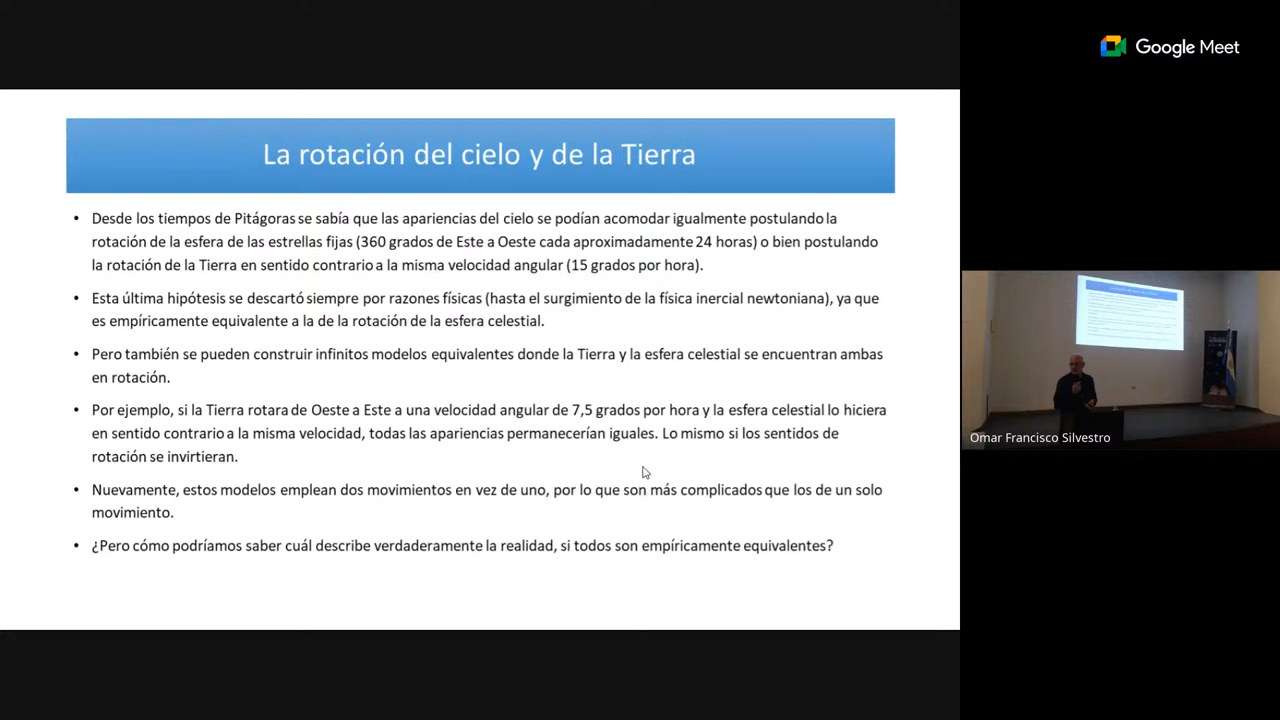 Google Meet
La rotación del cielo y de la Tierra
• Desde los tiempos de Pitágoras se sabía que las apariencias del cielo se podían acomodar igualmente postulando la
rotación de la esfera de las estrellas fijas (360 grados de Este a Oeste cada aproximadamente 24 horas) o bien postulando
la rotación de la Tierra en sentido contrario a la misma velocidad angular (15 grados por hora).
• Esta última hipótesis se descartó siempre por razones físicas (hasta el surgimiento de la física inercial newtoniana), ya que
es empíricamente equivalente a la de la rotación de la esfera celestial.
• Pero también se pueden construir infinitos modelos equivalentes donde la Tierra y la esfera celestial se encuentran ambas
en rotación.
• Por ejemplo, si la Tierra rotara de Oeste a Este a una velocidad angular de 7,5 grados por hora y la esfera celestial lo hiciera
en sentido contrario a la misma velocidad, todas las apariencias permanecerían iguales. Lo mismo si los sentidos de
rotación se invirtieran.
• Nuevamente, estos modelos emplean dos movimientos en vez de uno, por lo que son más complicados que los de un solo
movimiento.
• ¿Pero cómo podríamos saber cuál describe verdaderamente la realidad, si todos son empíricamente equivalentes?
Omar Francisco Silvestro